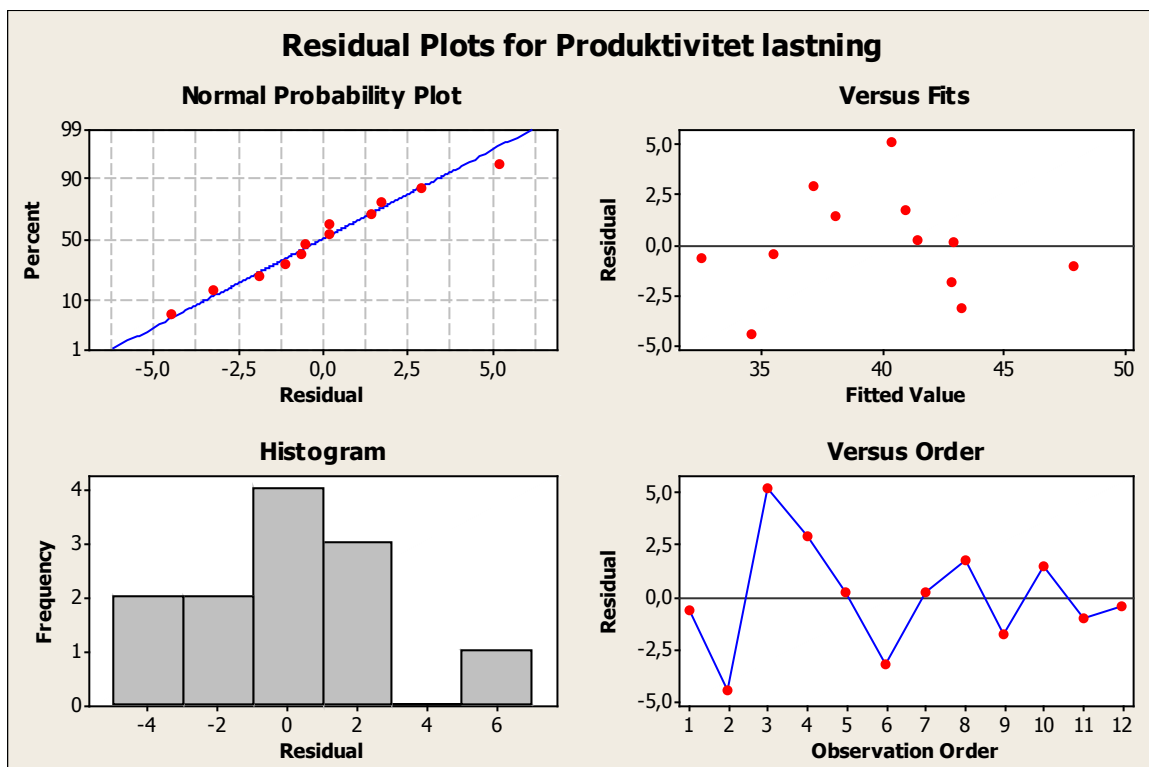 Residual Plots for Produktivitet lastning
Normal Probability Plot
99
90
50
10
1
Percent
-5,0 -2,5 0,0 2,5 5,0
Residual
Versus Fits
5,0
2,5
0,0
-2,5
-5,0
Residual
35 40 45 50
Fitted Value
Histogram
4
3
2
1
0
Frequency
-4 -2 0 2 4 6
Residual
Versus Order
5,0
2,5
0,0
-2,5
-5,0
Residual
1 2 3 4 5 6 7 8 9 10 11 12
Observation Order